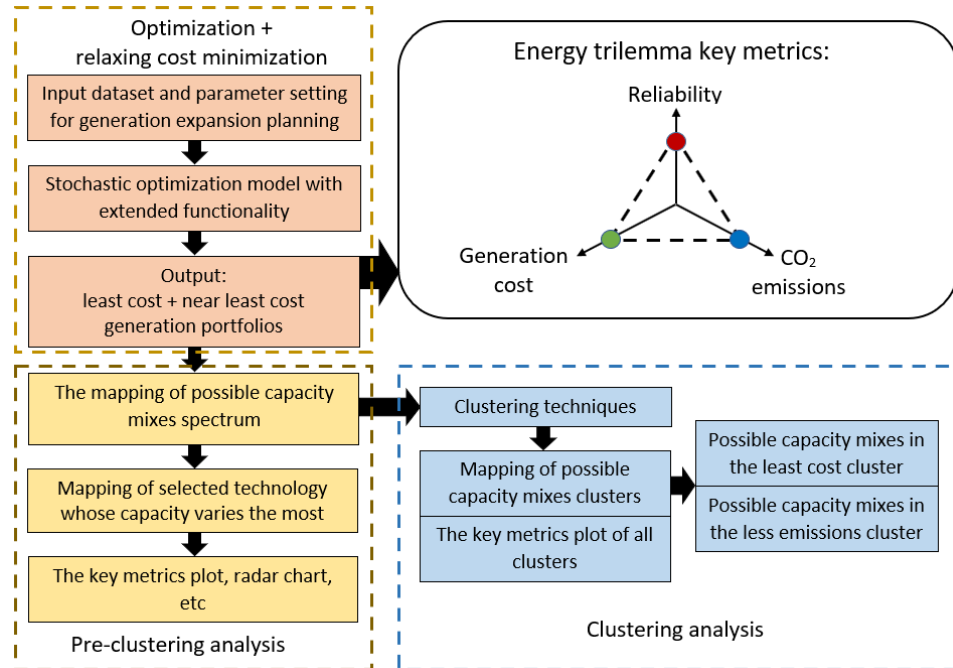 Optimization +
relaxing cost minimization
Input dataset and parameter setting
for generation expansion planning
Stochastic optimization model with
extended functionality
Output:
least cost + near least cost
generation portfolios
Energy trilemma key metrics:
Reliability
Generation
cost
CO₂
emissions
The mapping of possible capacity
mixes spectrum
Mapping of selected technology
whose capacity varies the most
The key metrics plot, radar chart,
etc
Pre-clustering analysis
Clustering techniques
Mapping of possible
capacity mixes clusters
The key metrics plot of all
clusters
Possible capacity mixes in
the least cost cluster
Possible capacity mixes in
the less emissions cluster
Clustering analysis